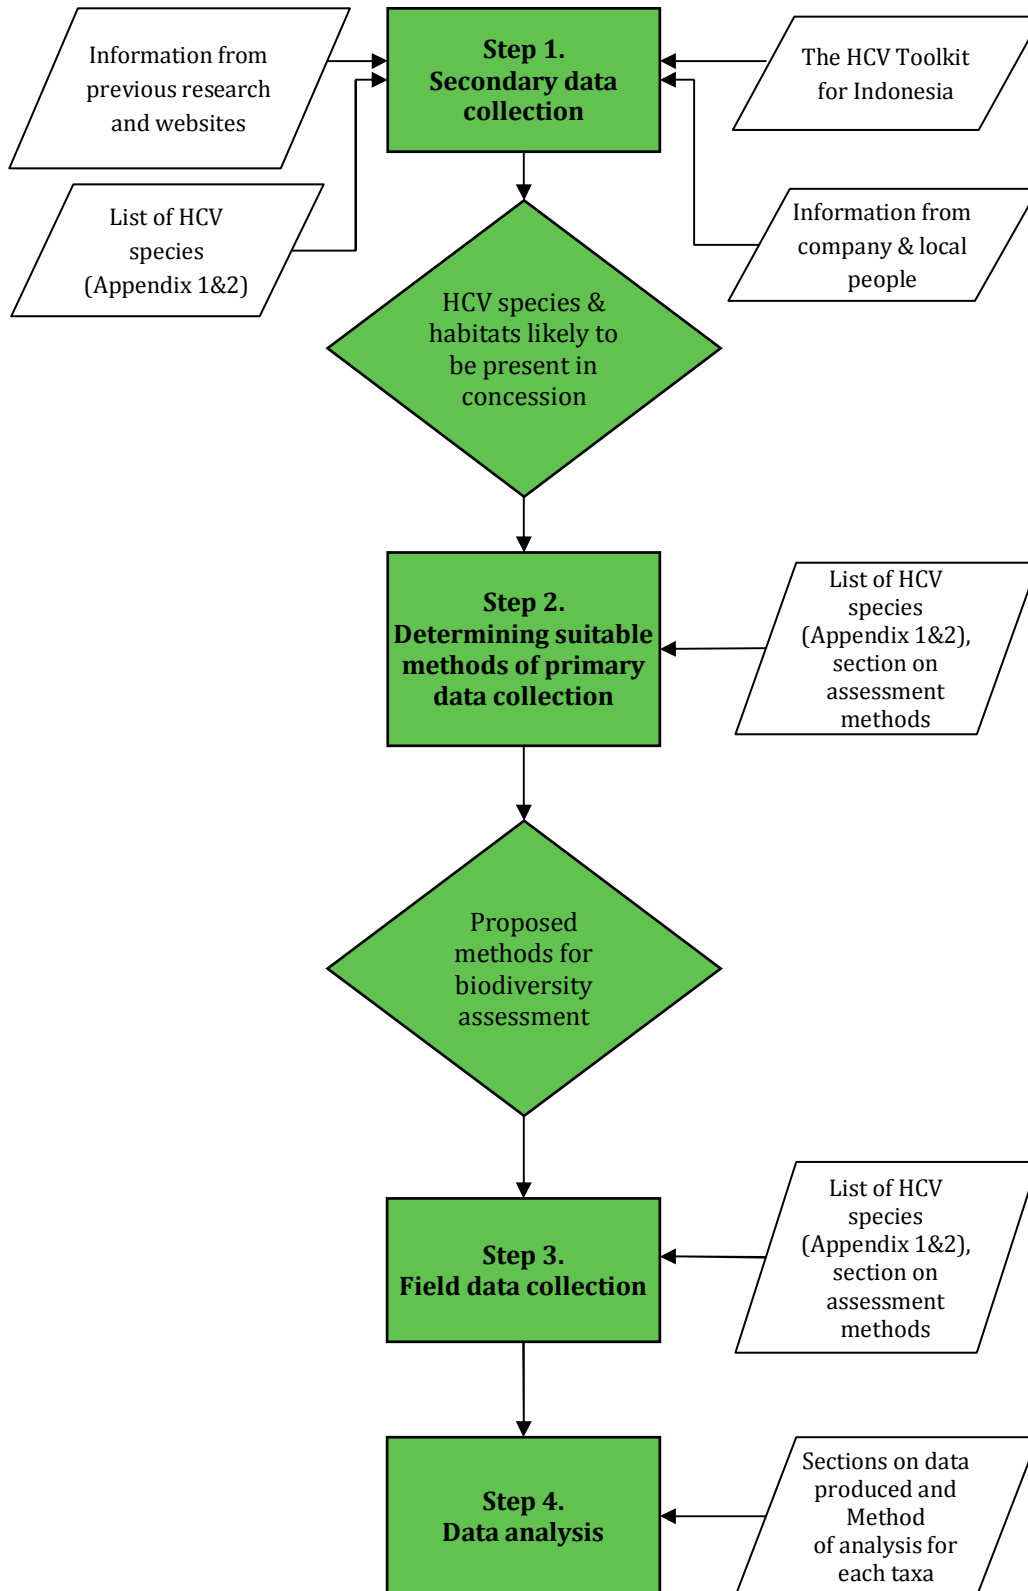 Information from
previous research
and websites
Step 1.
Secondary data
collection
The HCV Toolkit
for Indonesia
List of HCV
species
(Appendix 1&2)
Information from
company & local
people
HCV species &
habitats likely to
be present in
concession
Step 2.
Determining suitable
methods of primary
data collection
List of HCV
species
(Appendix 1&2),
section on
assessment
methods
Proposed
methods for
biodiversity
assessment
Step 3.
Field data collection
List of HCV
species
(Appendix 1&2),
section on
assessment
methods
Step 4.
Data analysis
Sections on data
produced and
Method
of analysis for
each taxa